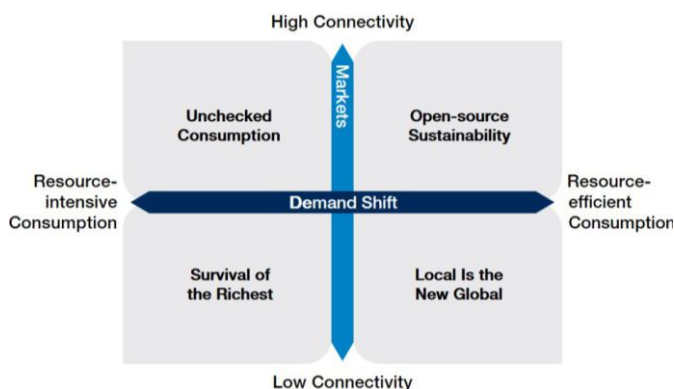 High Connectivity
Markets
Unchecked
Consumption
Open-source
Sustainability
Resource-
intensive
Consumption
Demand Shift
Resource-
efficient
Consumption
Survival of
the Richest
Local Is the
New Global
Low Connectivity